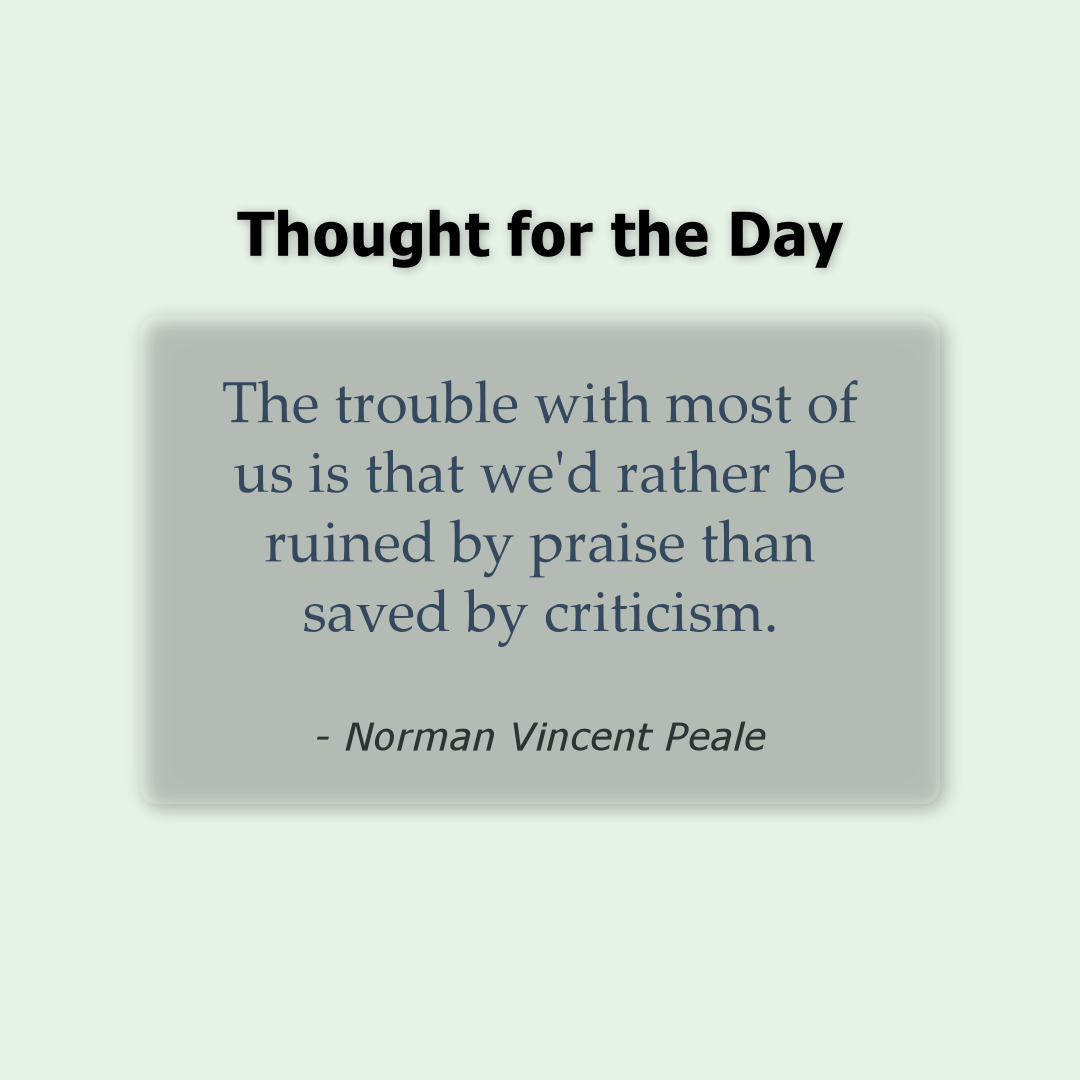 Thought for the Day
The trouble with most of
us is that we'd rather be
ruined by praise than
saved by criticism.
- Norman Vincent Peale